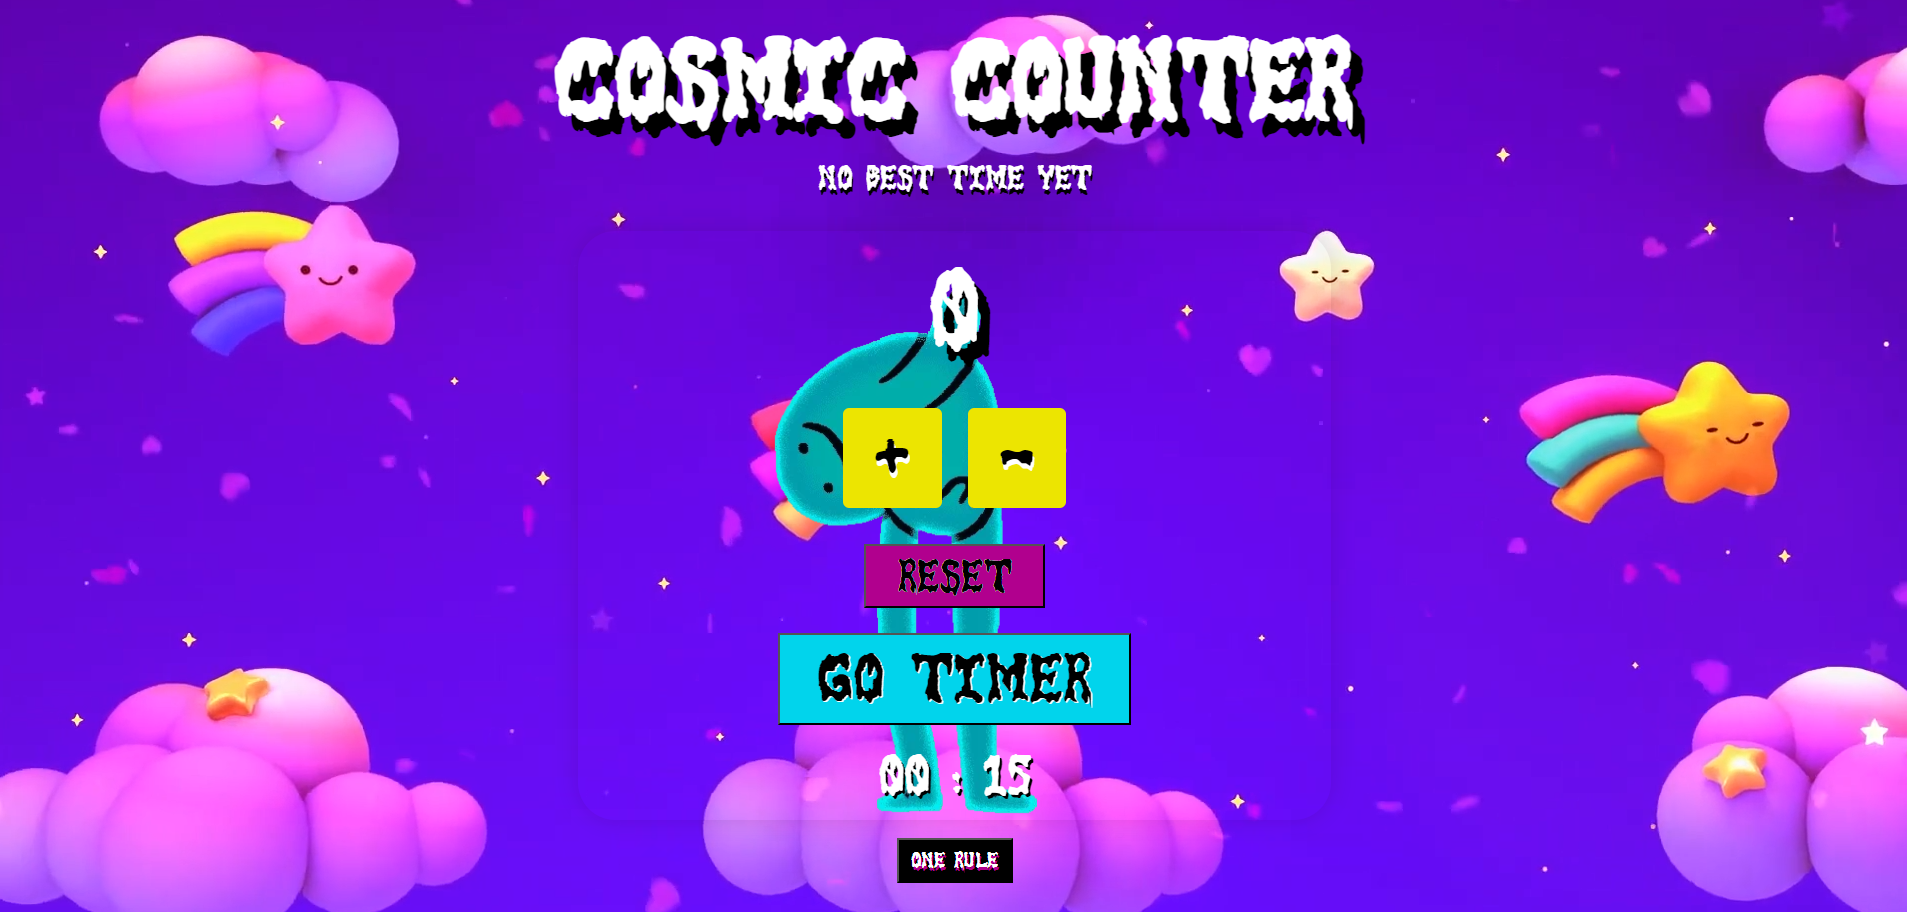 COSMIC COUNTER
NO BEST TIME YET
0
+ -
RESET
GO TIMER
00 : 15
ONE RULE